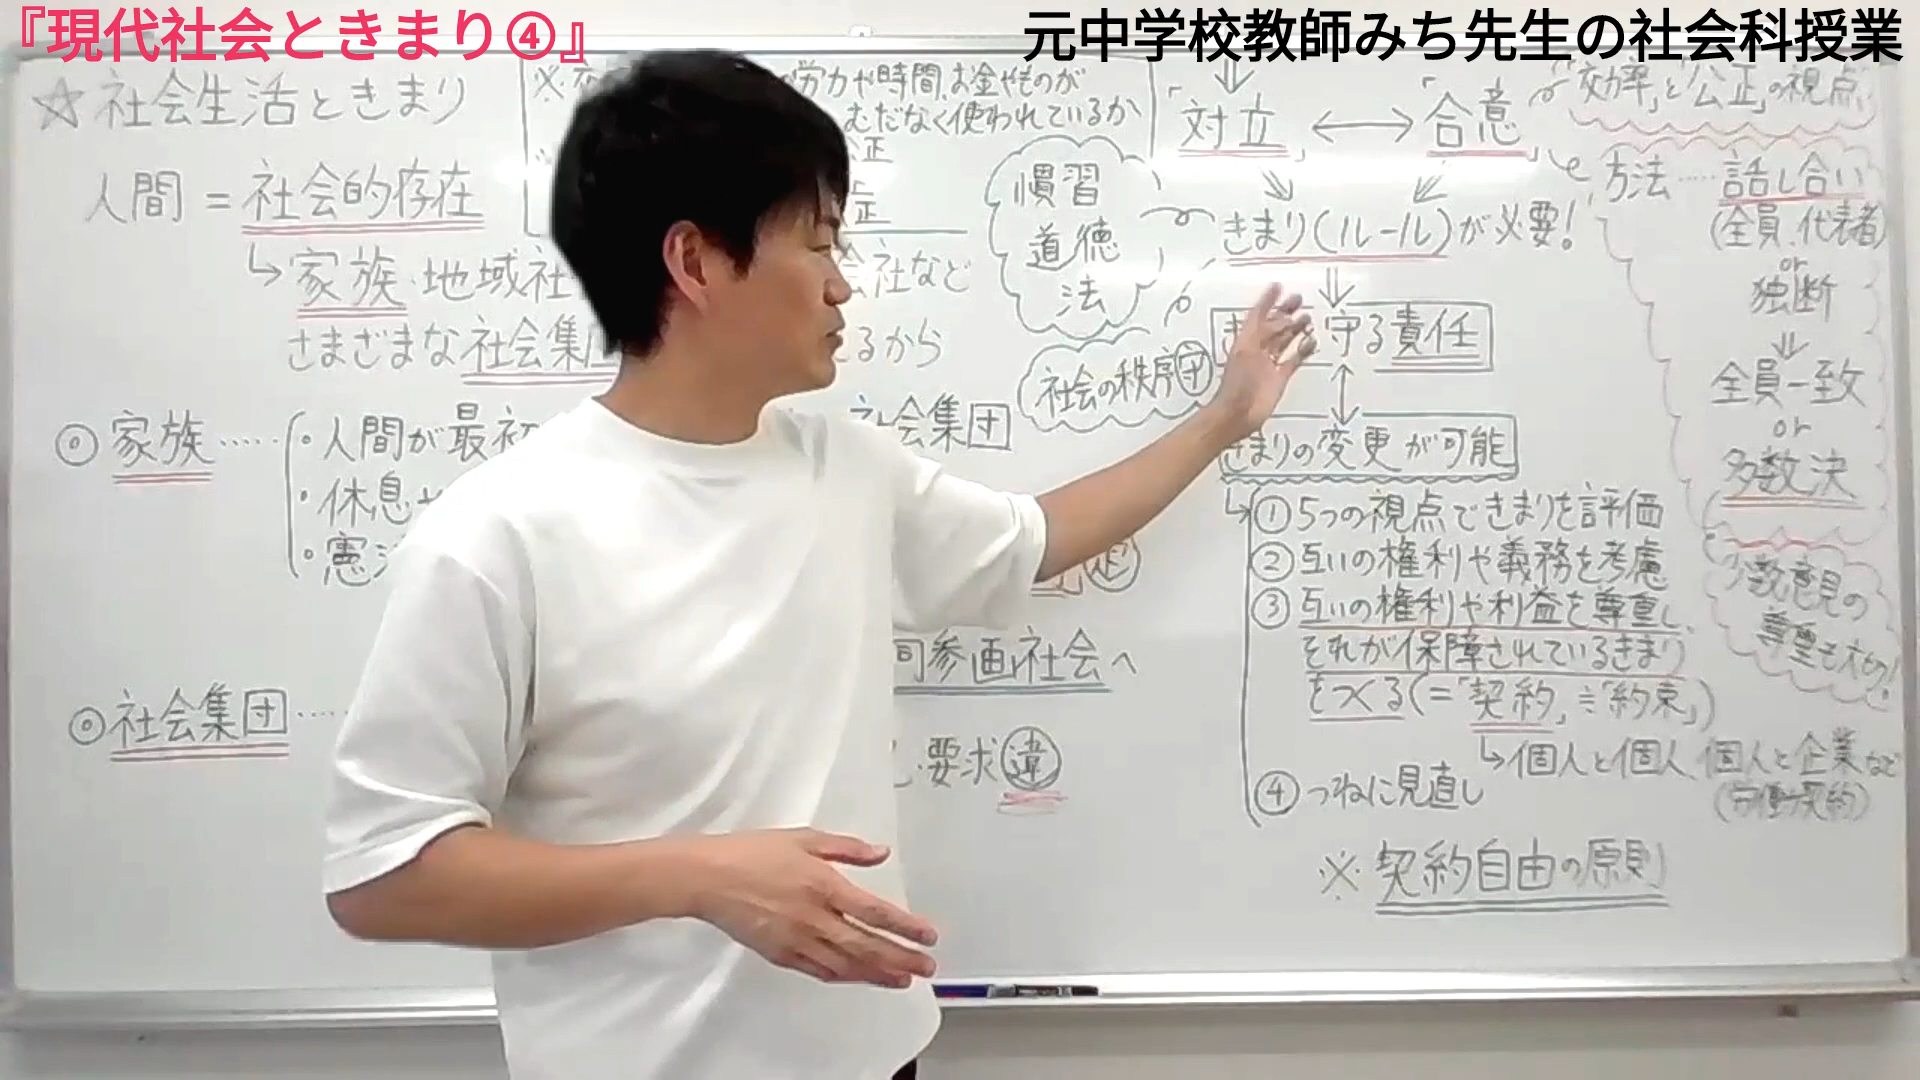 『現代社会ときまり④』
元中学校教師みち先生の社会科授業
☆社会生活ときまり
人間＝社会的存在
↳家族・地域社 会社など
さまざまな社会集団 るから
◎家族……・人間が最初 社会集団
・休息や
・憲法
同参画社会へ
◎社会集団……
要求違
※ 労力や時間、お金やものが
むだなく使われているか
正
正
「対立」⟷「合意」
「効率」と「公正」の視点
慣習
道徳
法
きまり(ルール)が必要！
社会の秩序守
守る責任
きまりの変更が可能
↳①5つの視点できまりを評価
②互いの権利や義務を考慮
③互いの権利や利益を尊重し、
それが保障されているきまり
をつくる(＝「契約」≒「約束」)
↳個人と個人、個人と企業など
(労働契約)
④つねに見直し
※契約自由の原則
方法……話し合い
(全員、代表者)
or
独断
⇓
全員一致
or
多数決
少数意見の
尊重も大切！